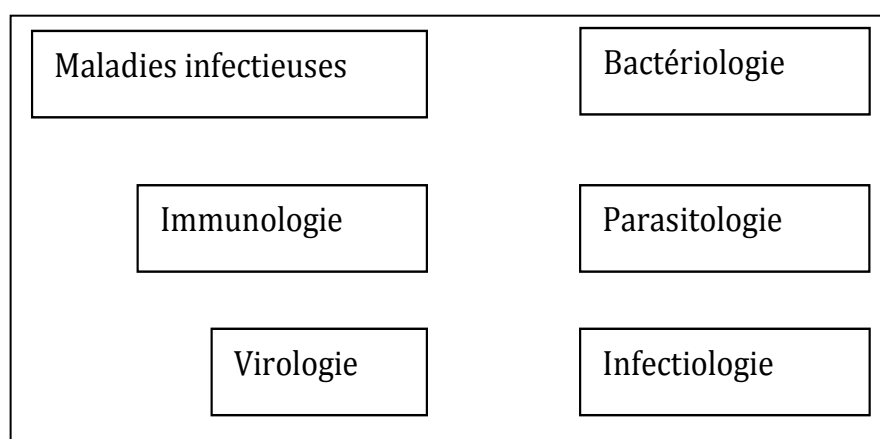 Maladies infectieuses
Bactériologie
Immunologie
Parasitologie
Virologie
Infectiologie